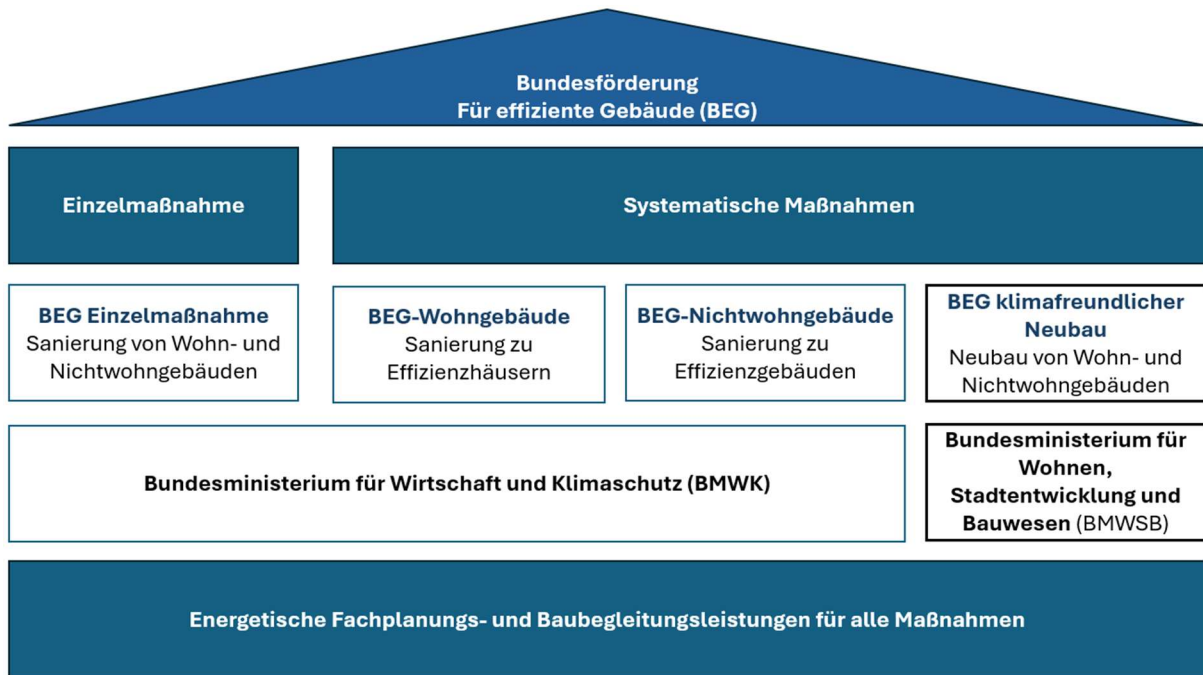 Bundesförderung
Für effiziente Gebäude (BEG)
Einzelmaßnahme
Systematische Maßnahmen
BEG Einzelmaßnahme
Sanierung von Wohn- und
Nichtwohngebäuden
BEG-Wohngebäude
Sanierung zu
Effizienzhäusern
BEG-Nichtwohngebäude
Sanierung zu
Effizienzgebäuden
BEG klimafreundlicher
Neubau
Neubau von Wohn- und
Nichtwohngebäuden
Bundesministerium für Wirtschaft und Klimaschutz (BMWK)
Bundesministerium für
Wohnen,
Stadtentwicklung und
Bauwesen (BMWSB)
Energetische Fachplanungs- und Baubegleitungsleistungen für alle Maßnahmen